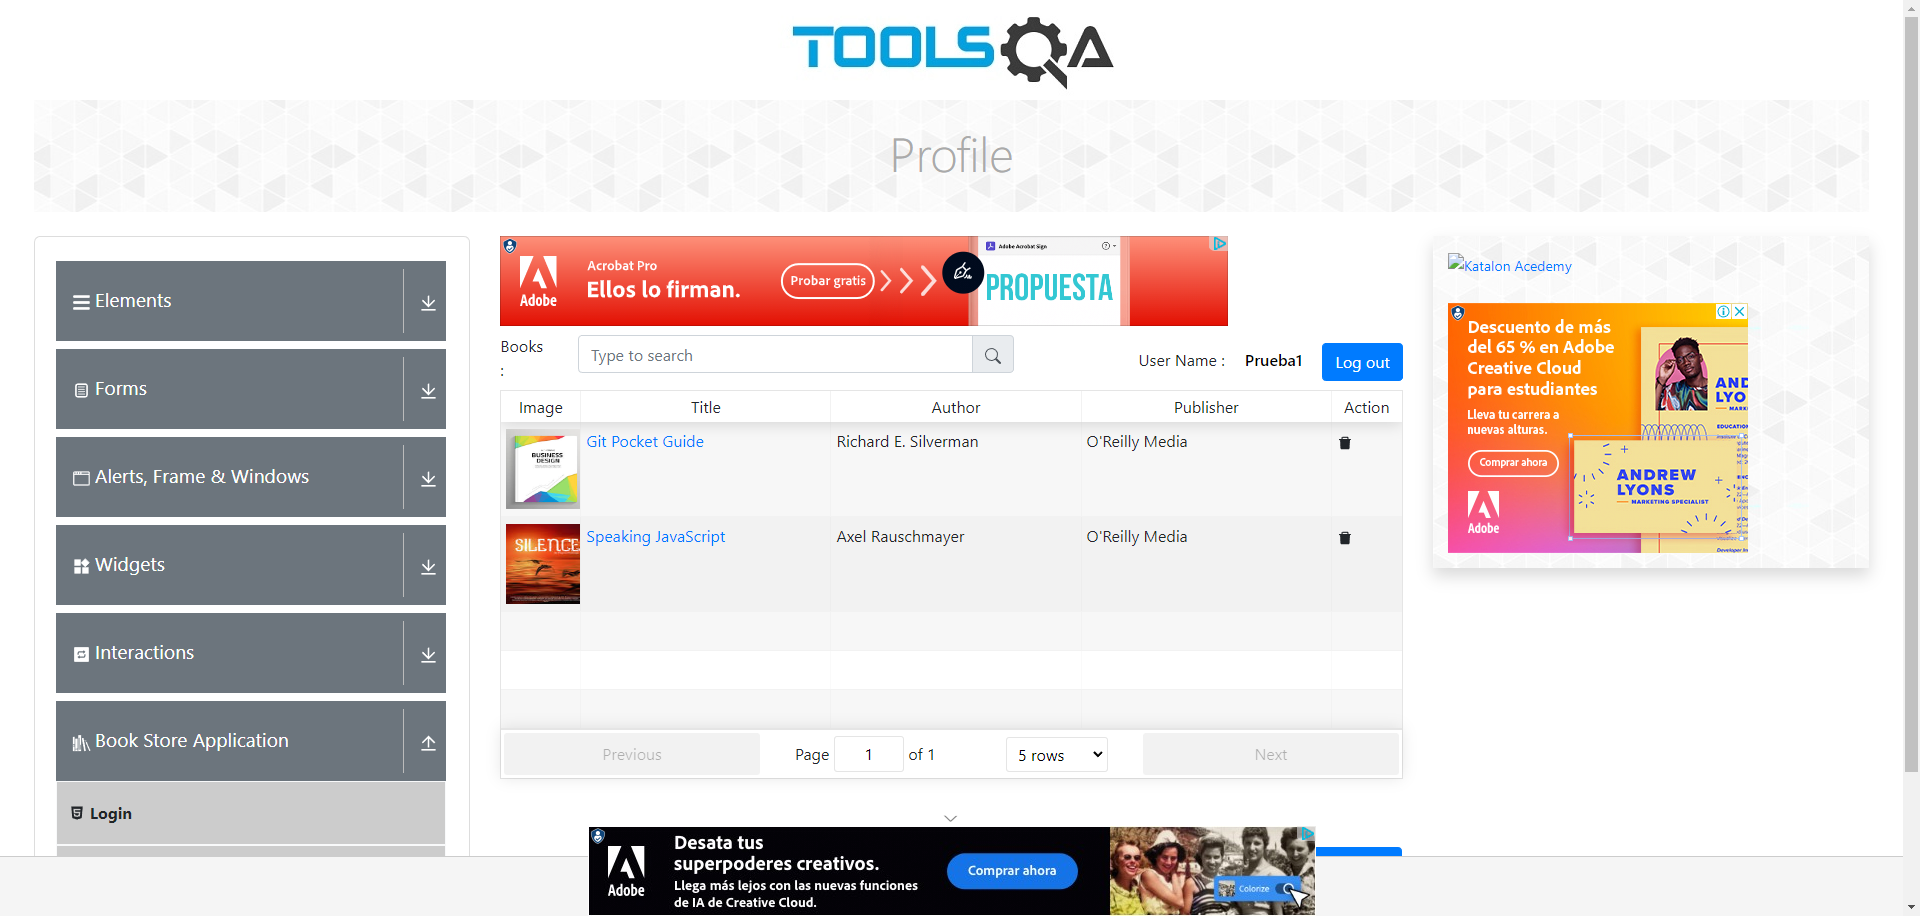 TOOLSQA
Profile
Elements
Forms
Alerts, Frame & Windows
Widgets
Interactions
Book Store Application
Login
Adobe
Acrobat Pro
Ellos lo firman.
Probar gratis
Adobe Acrobat Sign
PROPUESTA
Books
:
Type to search
User Name :
Prueba1
Log out
Image
Title
Author
Publisher
Action
BUSINESS
DESIGN
Git Pocket Guide
Richard E. Silverman
O'Reilly Media
SILENCE
Speaking JavaScript
Axel Rauschmayer
O'Reilly Media
Previous
Page
1
of 1
5 rows
Next
Katalon Acedemy
Descuento de más
del 65 % en Adobe
Creative Cloud
para estudiantes
Lleva tu carrera a
nuevas alturas.
Comprar ahora
Adobe
ANDREW
LYONS
MARKETING SPECIALIST
Adobe
Desata tus
superpoderes creativos.
Llega más lejos con las nuevas funciones
de IA de Creative Cloud.
Comprar ahora
Colorize